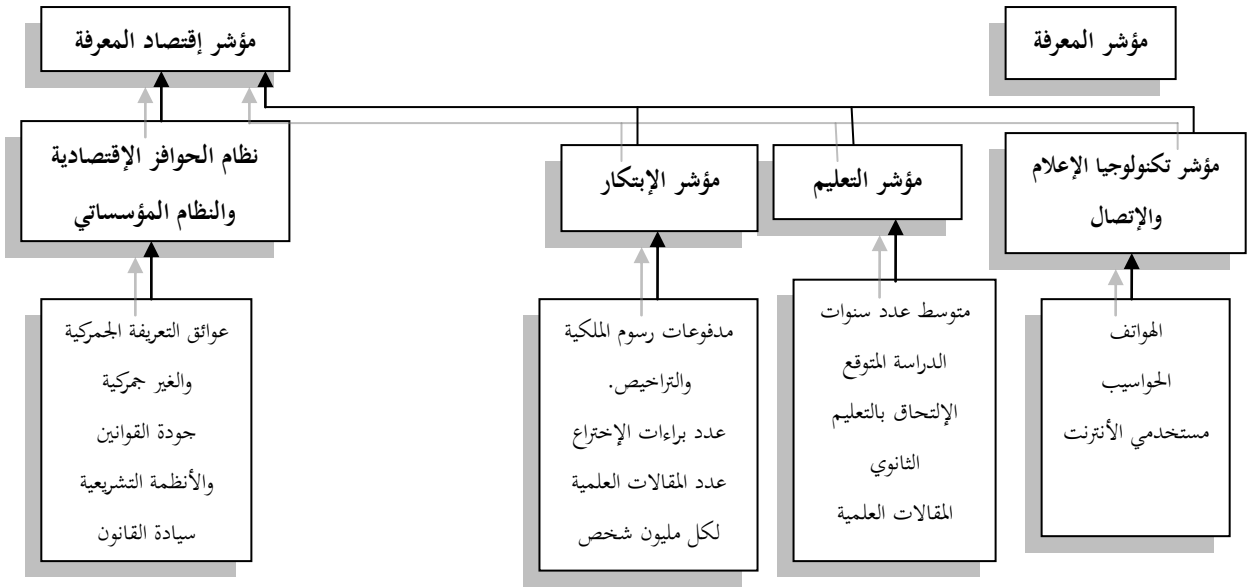 مؤشر المعرفة
مؤشر إقتصاد المعرفة
مؤشر تكنولوجيا الإعلام
والإتصال
مؤشر التعليم
مؤشر الإبتكار
نظام الحوافز الإقتصادية
والنظام المؤسساتي
الهواتف
الحواسيب
مستخدمي الأنترنت
متوسط عدد سنوات
الدراسة المتوقع
الإلتحاق بالتعليم
الثانوي
المقالات العلمية
مدفوعات رسوم الملكية
والتراخيص.
عدد براءات الإختراع
عدد المقالات العلمية
لكل مليون شخص
عوائق التعريفة الجمركية
والغير جمركية
جودة القوانين
والأنظمة التشريعية
سيادة القانون